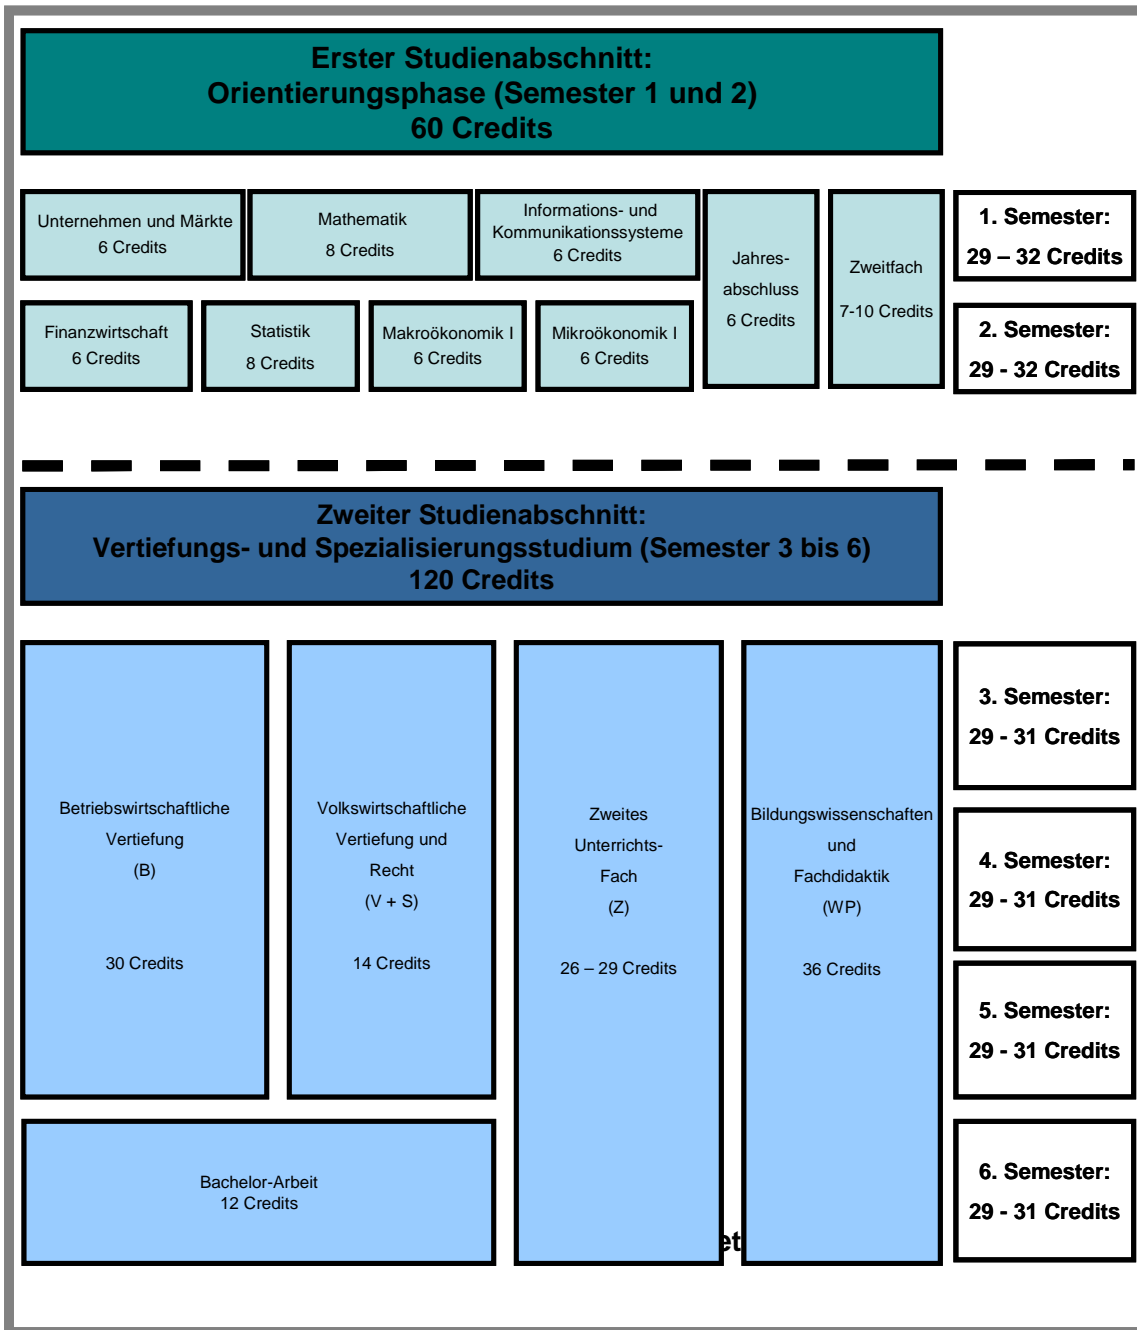 Erster Studienabschnitt:
Orientierungsphase (Semester 1 und 2)
60 Credits
Unternehmen und Märkte
6 Credits
Mathematik
8 Credits
Informations- und
Kommunikationssysteme
6 Credits
Jahres-
abschluss
6 Credits
Zweitfach
7-10 Credits
1. Semester:
29 – 32 Credits
Finanzwirtschaft
6 Credits
Statistik
8 Credits
Makroökonomik I
6 Credits
Mikroökonomik I
6 Credits
2. Semester:
29 - 32 Credits
Zweiter Studienabschnitt:
Vertiefungs- und Spezialisierungsstudium (Semester 3 bis 6)
120 Credits
Betriebswirtschaftliche
Vertiefung
(B)
30 Credits
Volkswirtschaftliche
Vertiefung und
Recht
(V + S)
14 Credits
Zweites
Unterrichts-
Fach
(Z)
26 – 29 Credits
Bildungswissenschaften
und
Fachdidaktik
(WP)
36 Credits
3. Semester:
29 - 31 Credits
4. Semester:
29 - 31 Credits
5. Semester:
29 - 31 Credits
Bachelor-Arbeit
12 Credits
6. Semester:
29 - 31 Credits